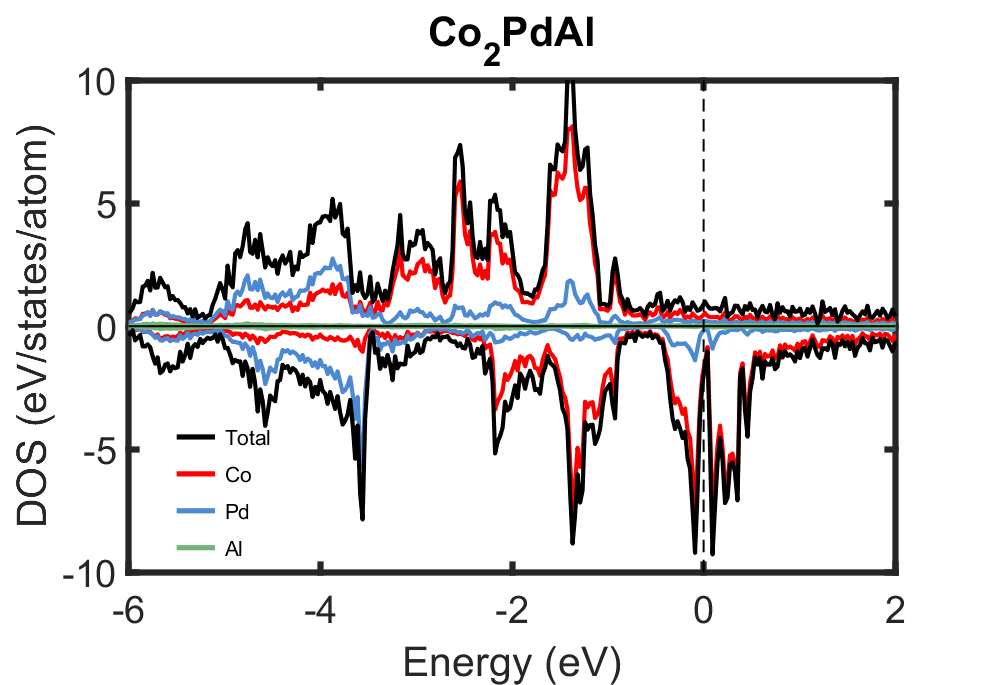 Co₂PdAl
DOS (eV/states/atom)
10
5
0
0
-5
-10
Total
Co
Pd
Al
-6 -4 -2 0 2
Energy (eV)